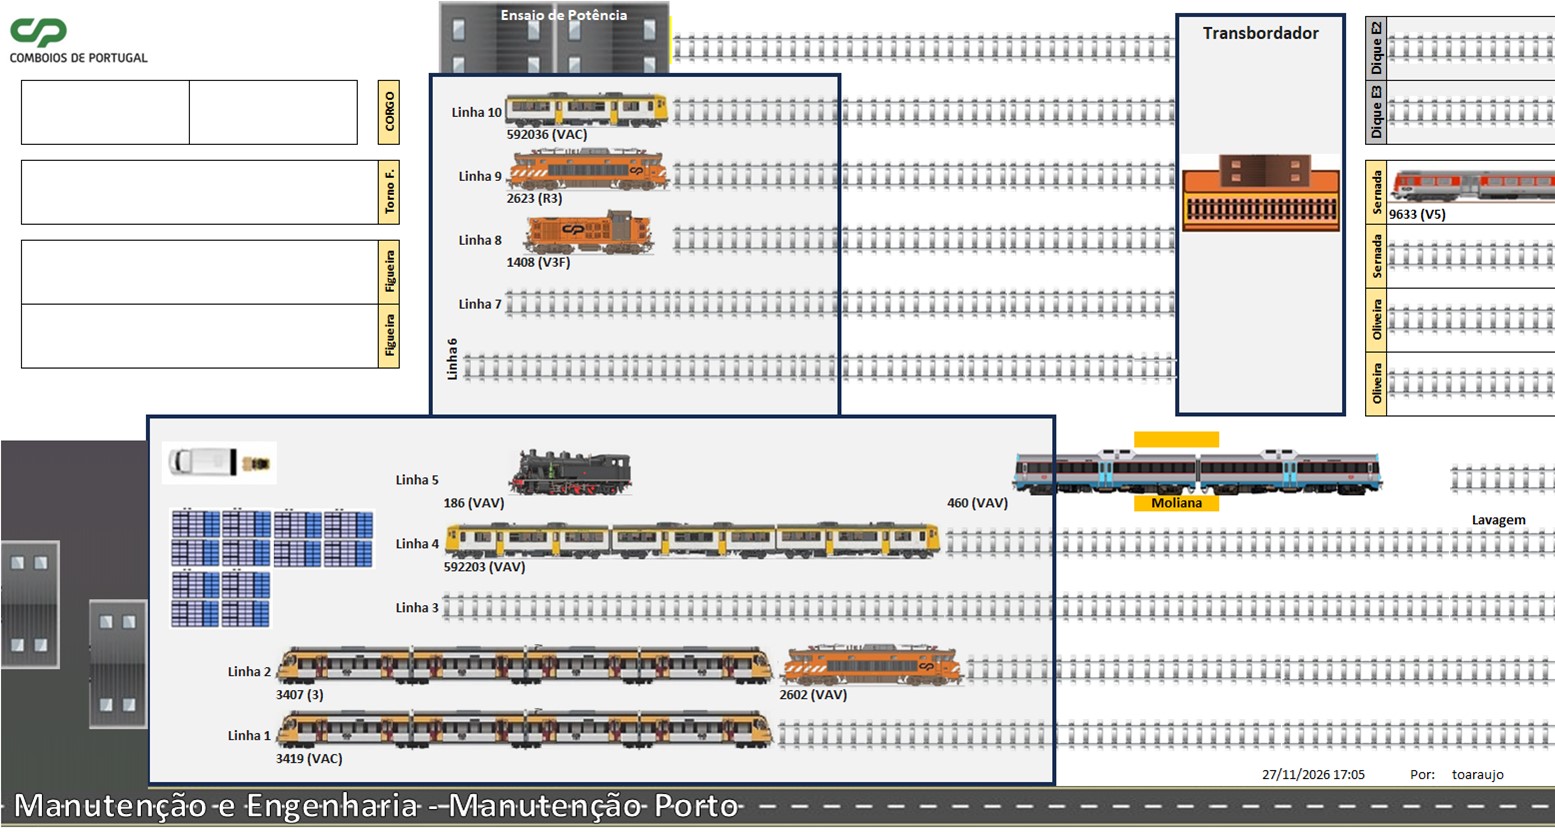 Ensaio de Potência
Transbordador
Dique E2
COMBOIOS DE PORTUGAL
CORGO
Linha 10
592036 (VAC)
Dique E3
Torno F.
Linha 9
2623 (R3)
Sernada
9633 (V5)
Linha 8
1408 (V3F)
Figueira
Sernada
Linha 7
Figueira
Oliveira
Linha 6
Oliveira
Linha 5
186 (VAV)
460 (VAV)
Moliana
Lavagem
Linha 4
592203 (VAV)
Linha 3
Linha 2
3407 (3)
2602 (VAV)
Linha 1
3419 (VAC)
27/11/2026 17:05 Por: toaraujo
Manutenção e Engenharia - Manutenção Porto